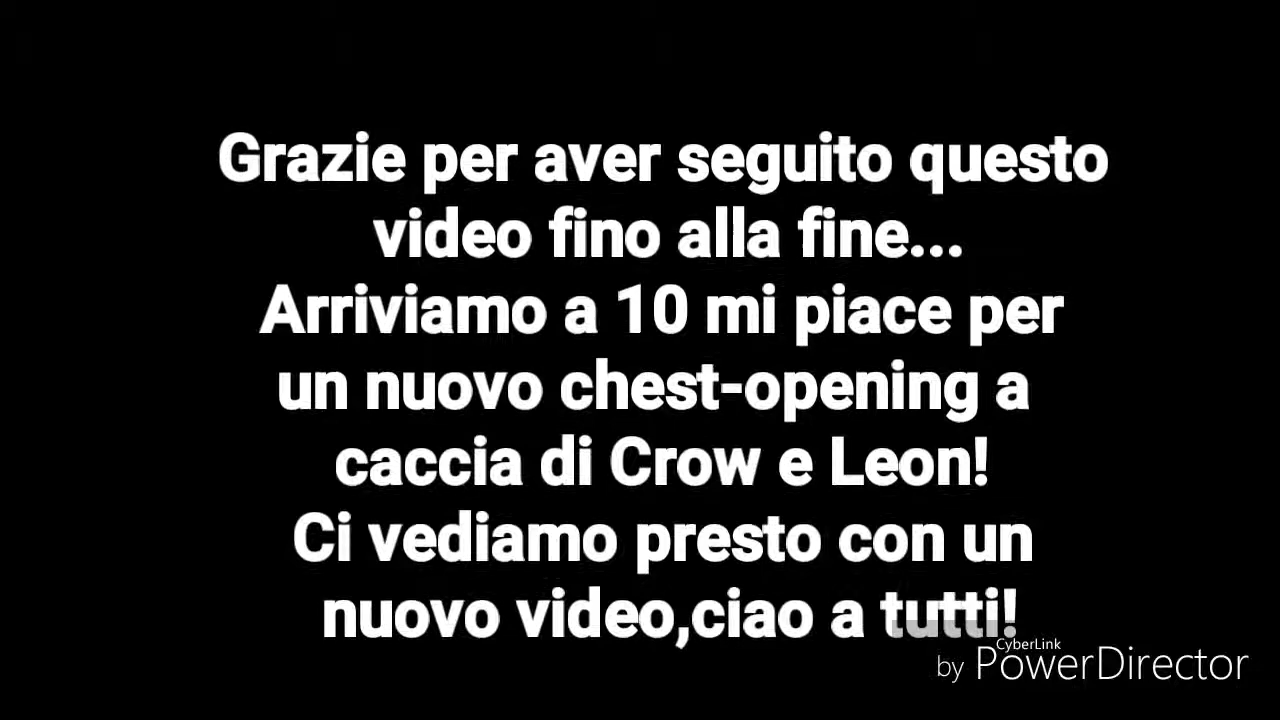 Grazie per aver seguito questo
video fino alla fine...
Arriviamo a 10 mi piace per
un nuovo chest-opening a
caccia di Crow e Leon!
Ci vediamo presto con un
nuovo video,ciao a tutti!
CyberLink
by PowerDirector